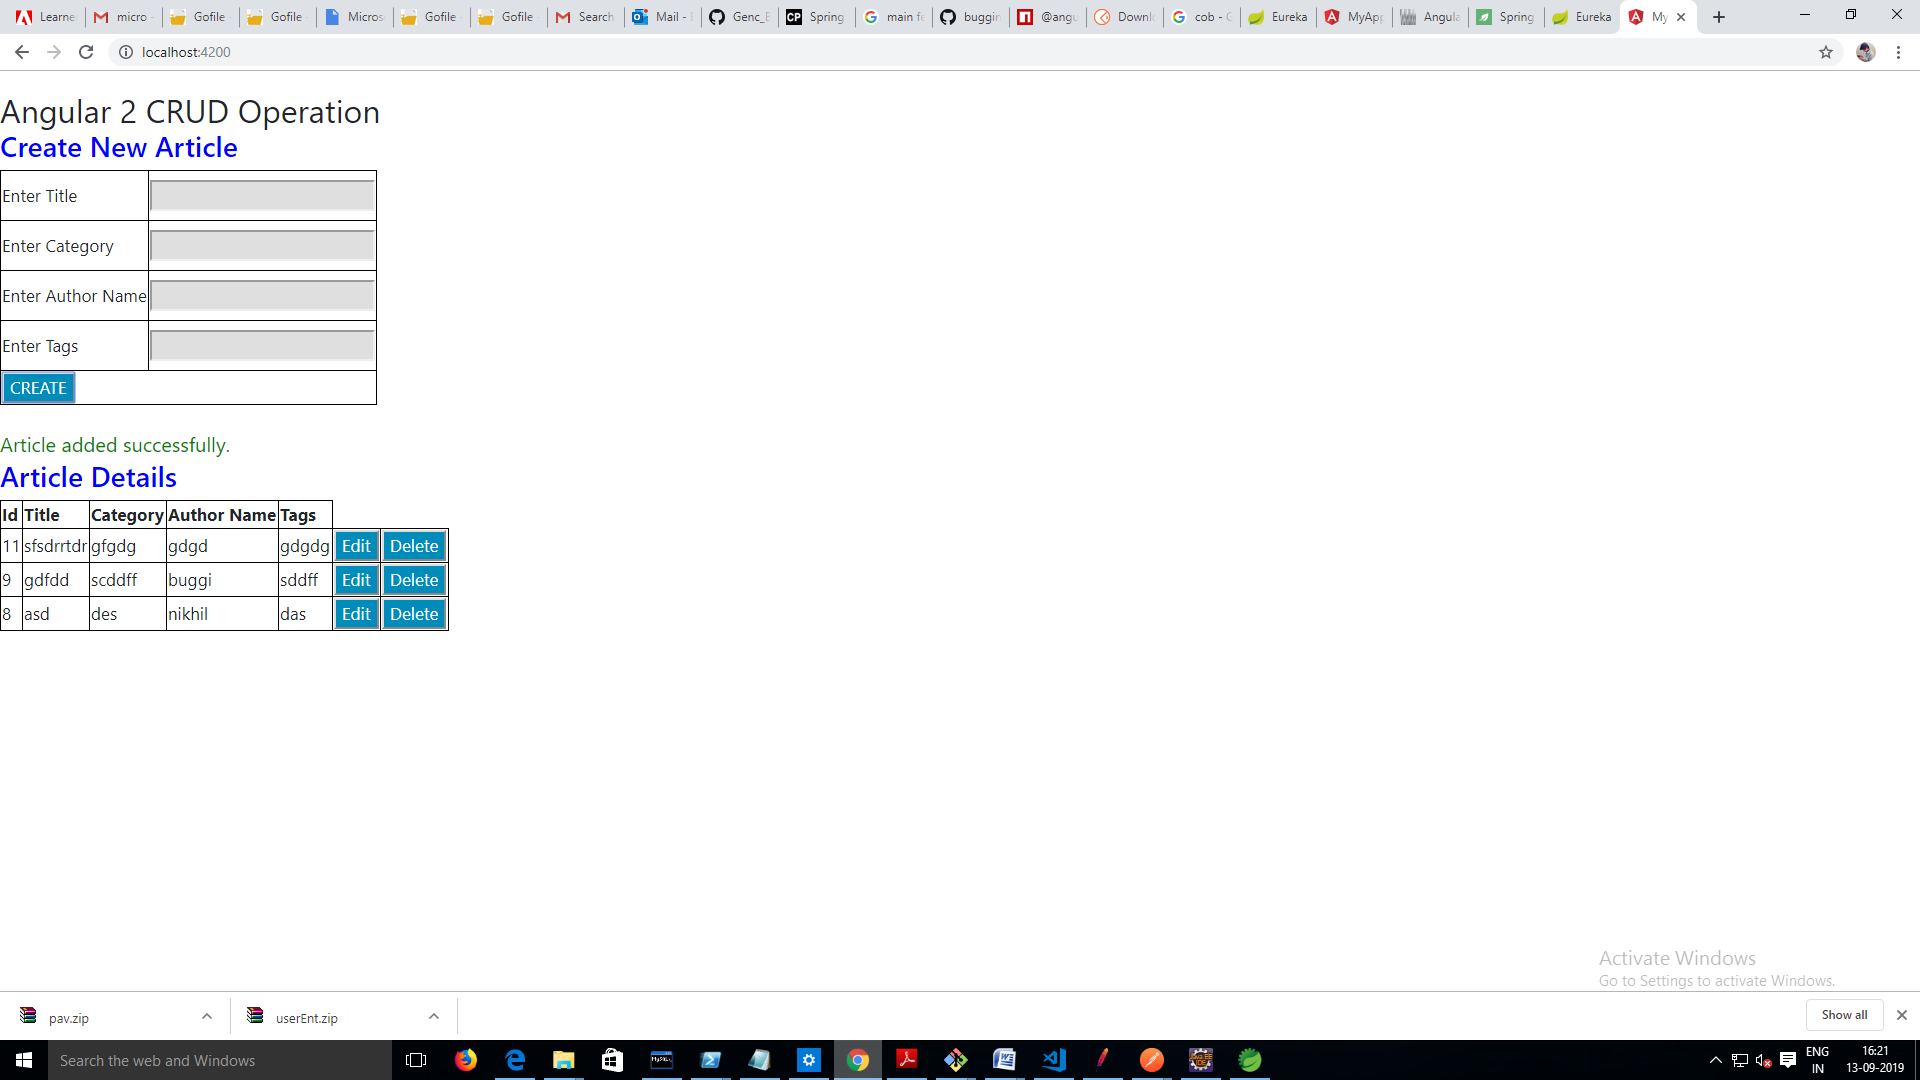 Learne micro Gofile Gofile Micros Gofile Gofile Search Mail - Genc_E CP Spring main fe buggin @angu Downl cob - G Eureka MyApp Angula Spring Eureka My
localhost:4200
Angular 2 CRUD Operation
Create New Article
Enter Title
Enter Category
Enter Author Name
Enter Tags
CREATE
Article added successfully.
Article Details
Id Title Category Author Name Tags
11 sfsdrrtdr gfgdg gdgd gdgdg Edit Delete
9 gdfdd scddff buggi sddff Edit Delete
8 asd des nikhil das Edit Delete
Activate Windows
Go to Settings to activate Windows.
pav.zip userEnt.zip Show all
Search the web and Windows
ENG 16:21
IN 13-09-2019